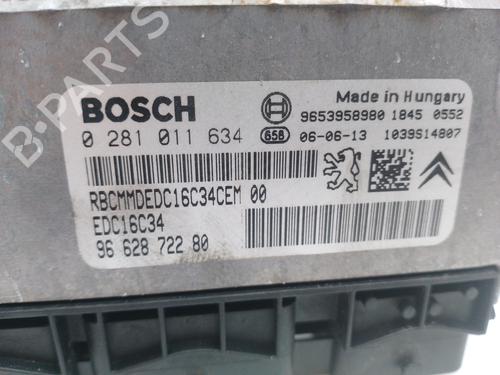 BOSCH
Made in Hungary
9653958980 1845 0552
0 281 011 634 658 06-06-13 1039S14807
RBCMMDEDC16C34CEM 00
EDC16C34
96 628 722 80
B-PARTS